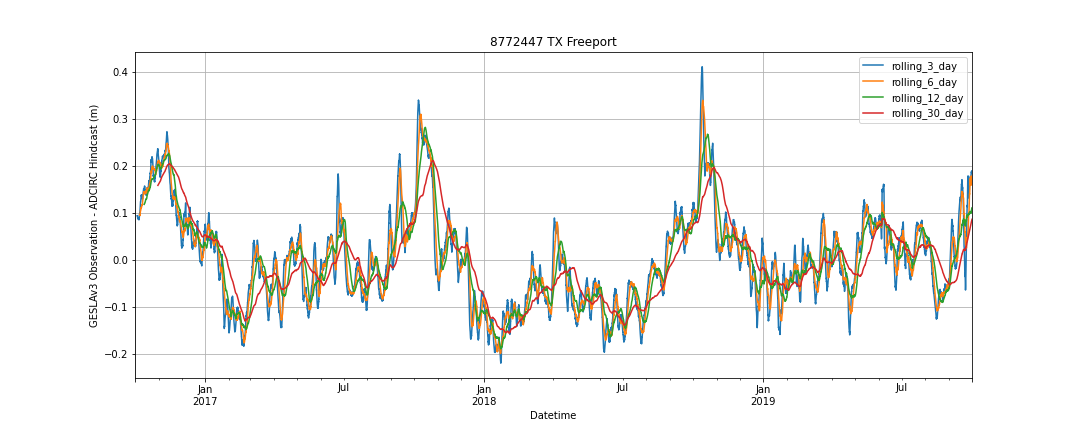 8772447 TX Freeport
GESLAv3 Observation - ADCIRC Hindcast (m)
0.4
0.3
0.2
0.1
0.0
−0.1
−0.2
rolling_3_day
rolling_6_day
rolling_12_day
rolling_30_day
Jan
2017
Jul
Jan
2018
Jul
Jan
2019
Jul
Datetime